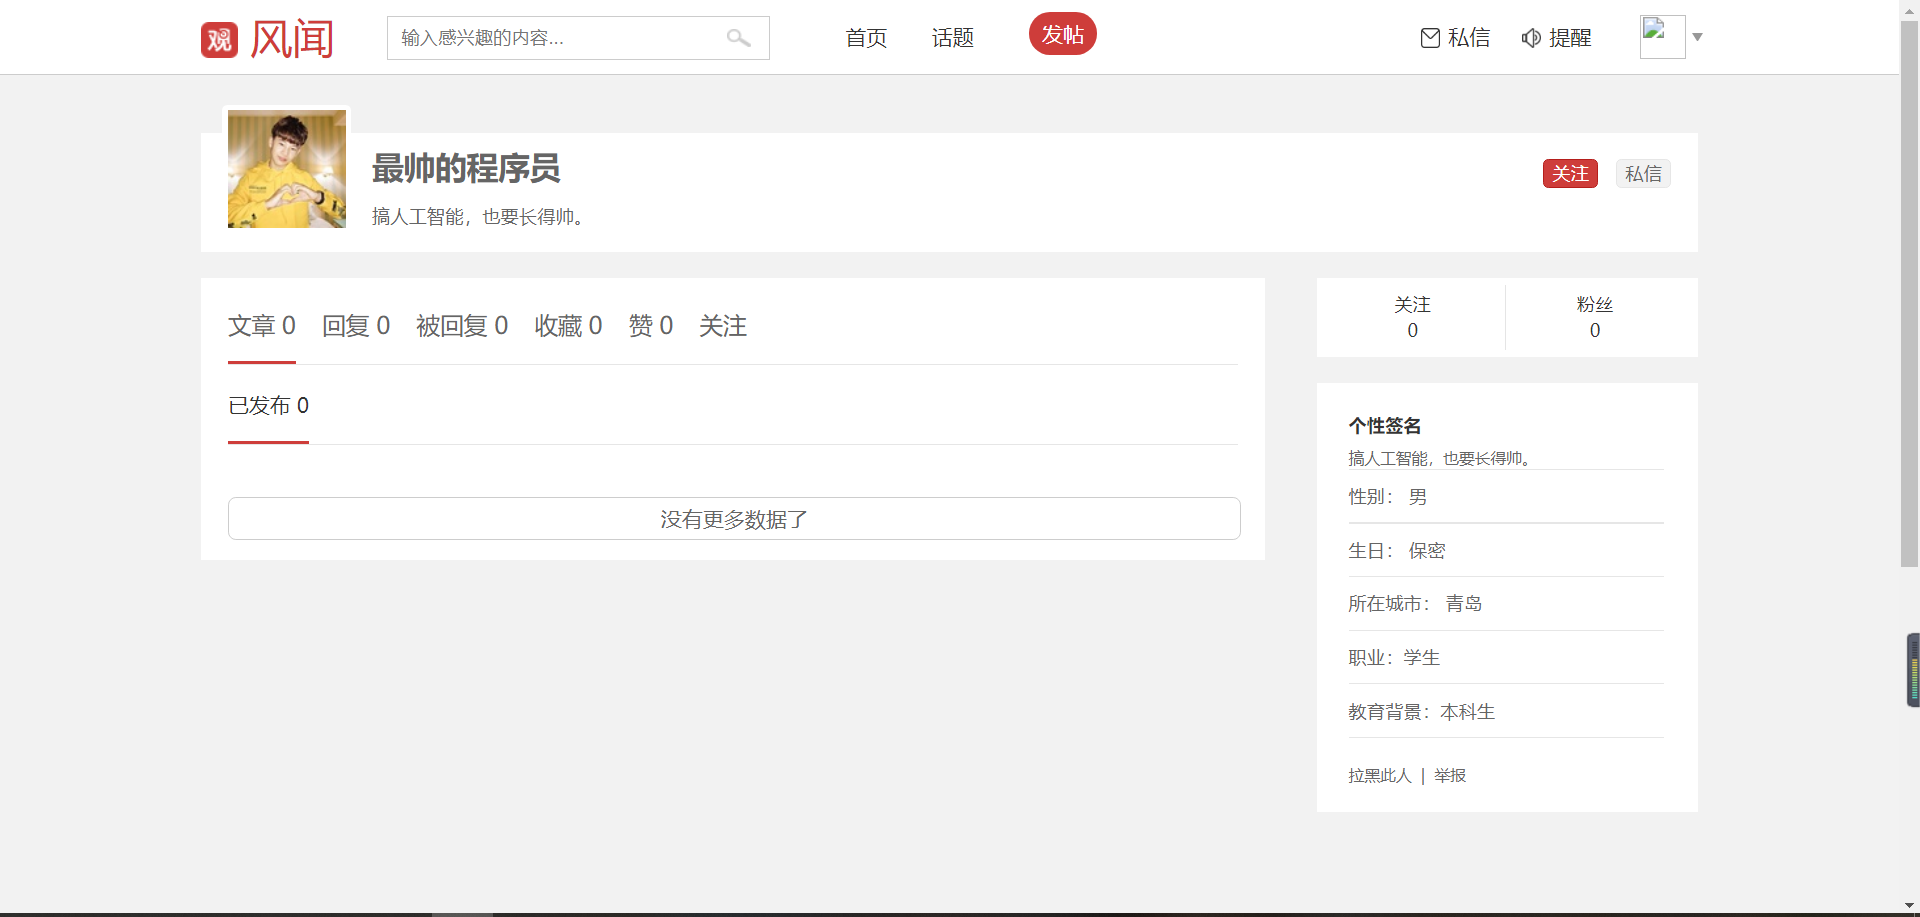 观 风闻
输入感兴趣的内容...
首页 话题 发帖
私信 提醒
最帅的程序员
搞人工智能，也要长得帅。
关注 私信
文章 0 回复 0 被回复 0 收藏 0 赞 0 关注
已发布 0
没有更多数据了
关注 粉丝
0 0
个性签名
搞人工智能，也要长得帅。
性别： 男
生日： 保密
所在城市： 青岛
职业：学生
教育背景：本科生
拉黑此人 | 举报